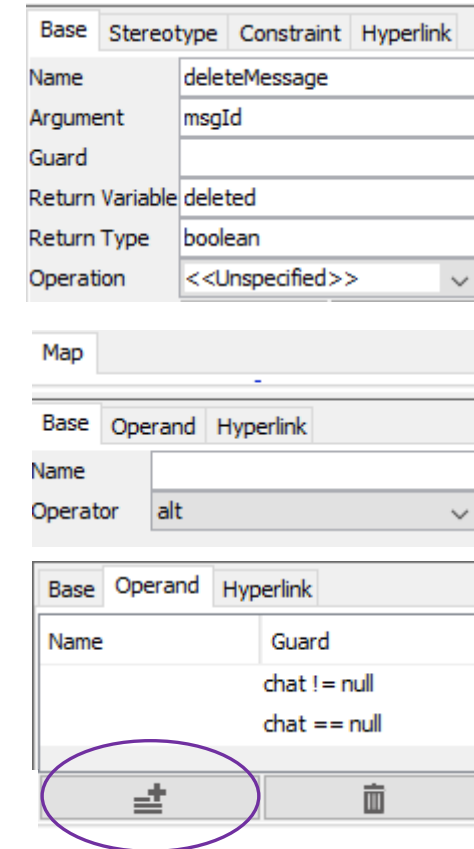 Base Stereotype Constraint Hyperlink
Name deleteMessage
Argument msgId
Guard
Return Variable deleted
Return Type boolean
Operation <<Unspecified>>
Map
Base Operand Hyperlink
Name
Operator alt
Base Operand Hyperlink
Name Guard
chat != null
chat == null